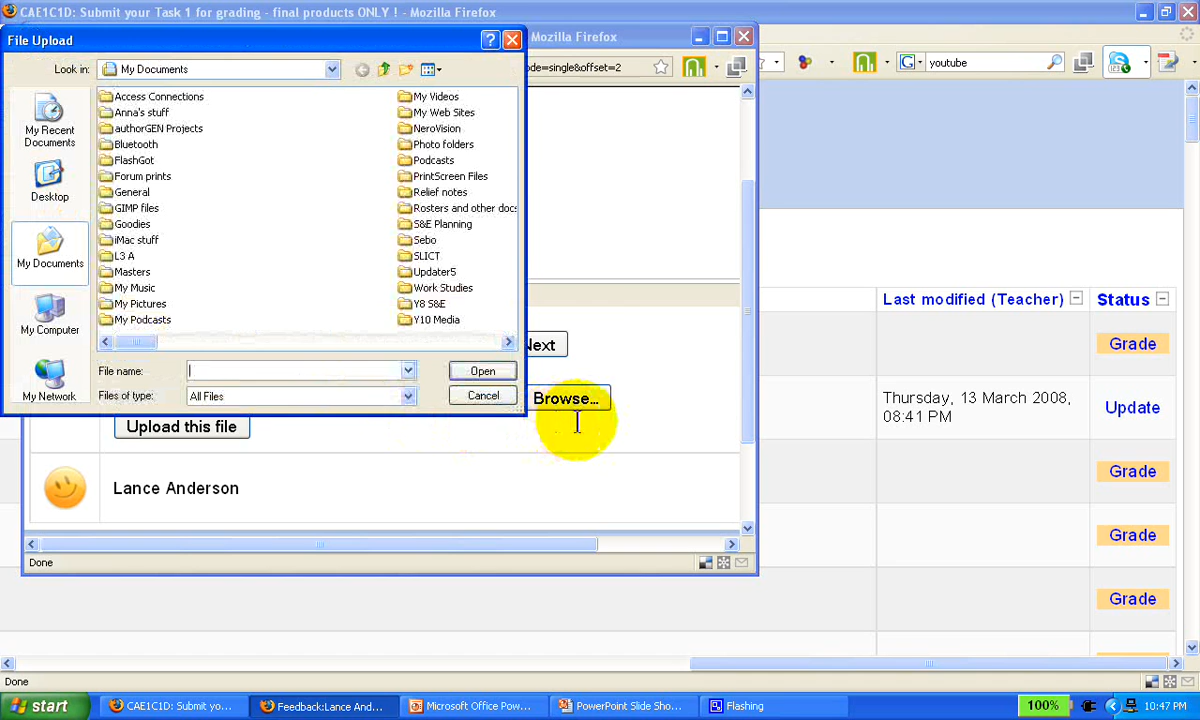 CAE1C1D: Submit your Task 1 for grading - final products ONLY ! - Mozilla Firefox
File Upload
Mozilla Firefox
Look in:
My Documents
ode=single&offset=2
youtube
My Recent
Documents
Desktop
My Documents
My Computer
My Network
Access Connections
Anna's stuff
authorGEN Projects
Bluetooth
FlashGot
Forum prints
General
GIMP files
Goodies
iMac stuff
L3 A
Masters
My Music
My Pictures
My Podcasts
My Videos
My Web Sites
NeroVision
Photo folders
Podcasts
PrintScreen Files
Relief notes
Rosters and other docs
S&E Planning
Sebo
SLICT
Updater5
Work Studies
Y8 S&E
Y10 Media
File name:
Open
Files of type:
All Files
Cancel
Next
Browse...
Upload this file
Lance Anderson
Done
Last modified (Teacher)
Status
Grade
Thursday, 13 March 2008,
08:41 PM
Update
Grade
Grade
Grade
Done
start
CAE1C1D: Submit yo...
Feedback:Lance And...
Microsoft Office Pow...
PowerPoint Slide Sho...
Flashing
100%
10:47 PM